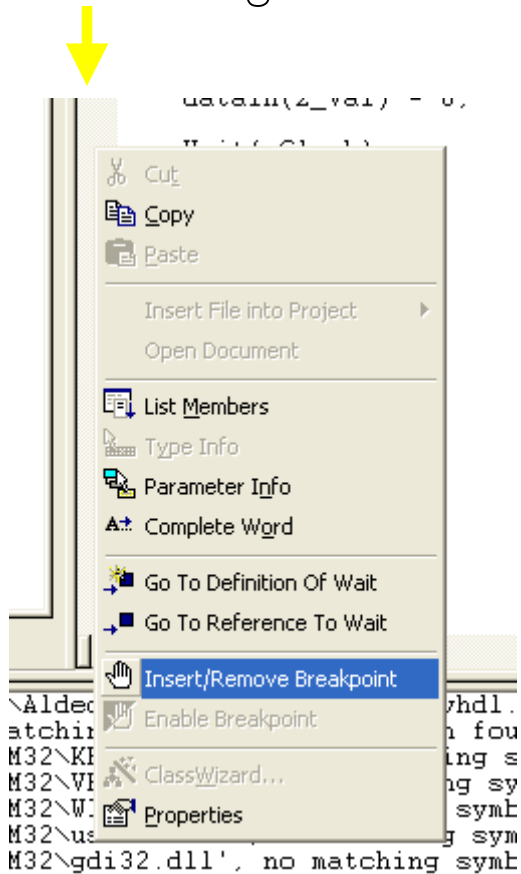 Cut
Copy
Paste
Insert File into Project
Open Document
List Members
Type Info
Parameter Info
Complete Word
Go To Definition Of Wait
Go To Reference To Wait
Insert/Remove Breakpoint
Enable Breakpoint
ClassWizard...
Properties
M32\gdi32.dll', no matching symb